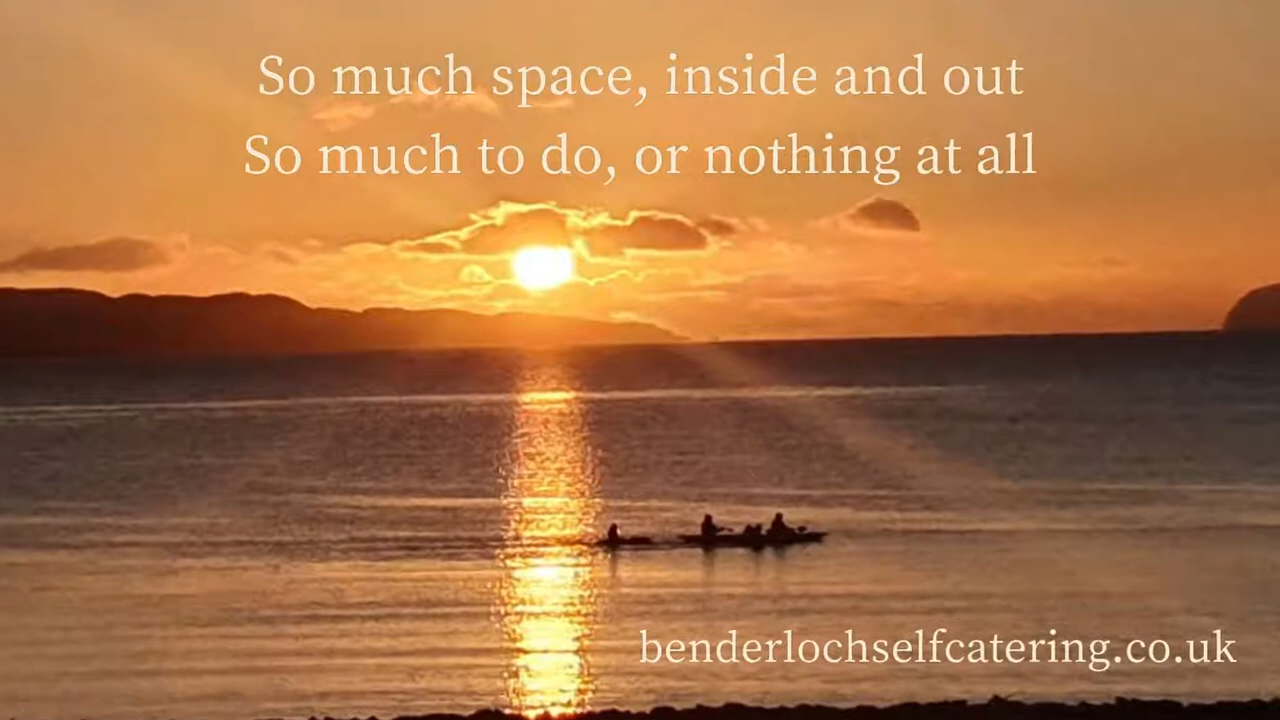 So much space, inside and out
So much to do, or nothing at all
benderlochselfcatering.co.uk